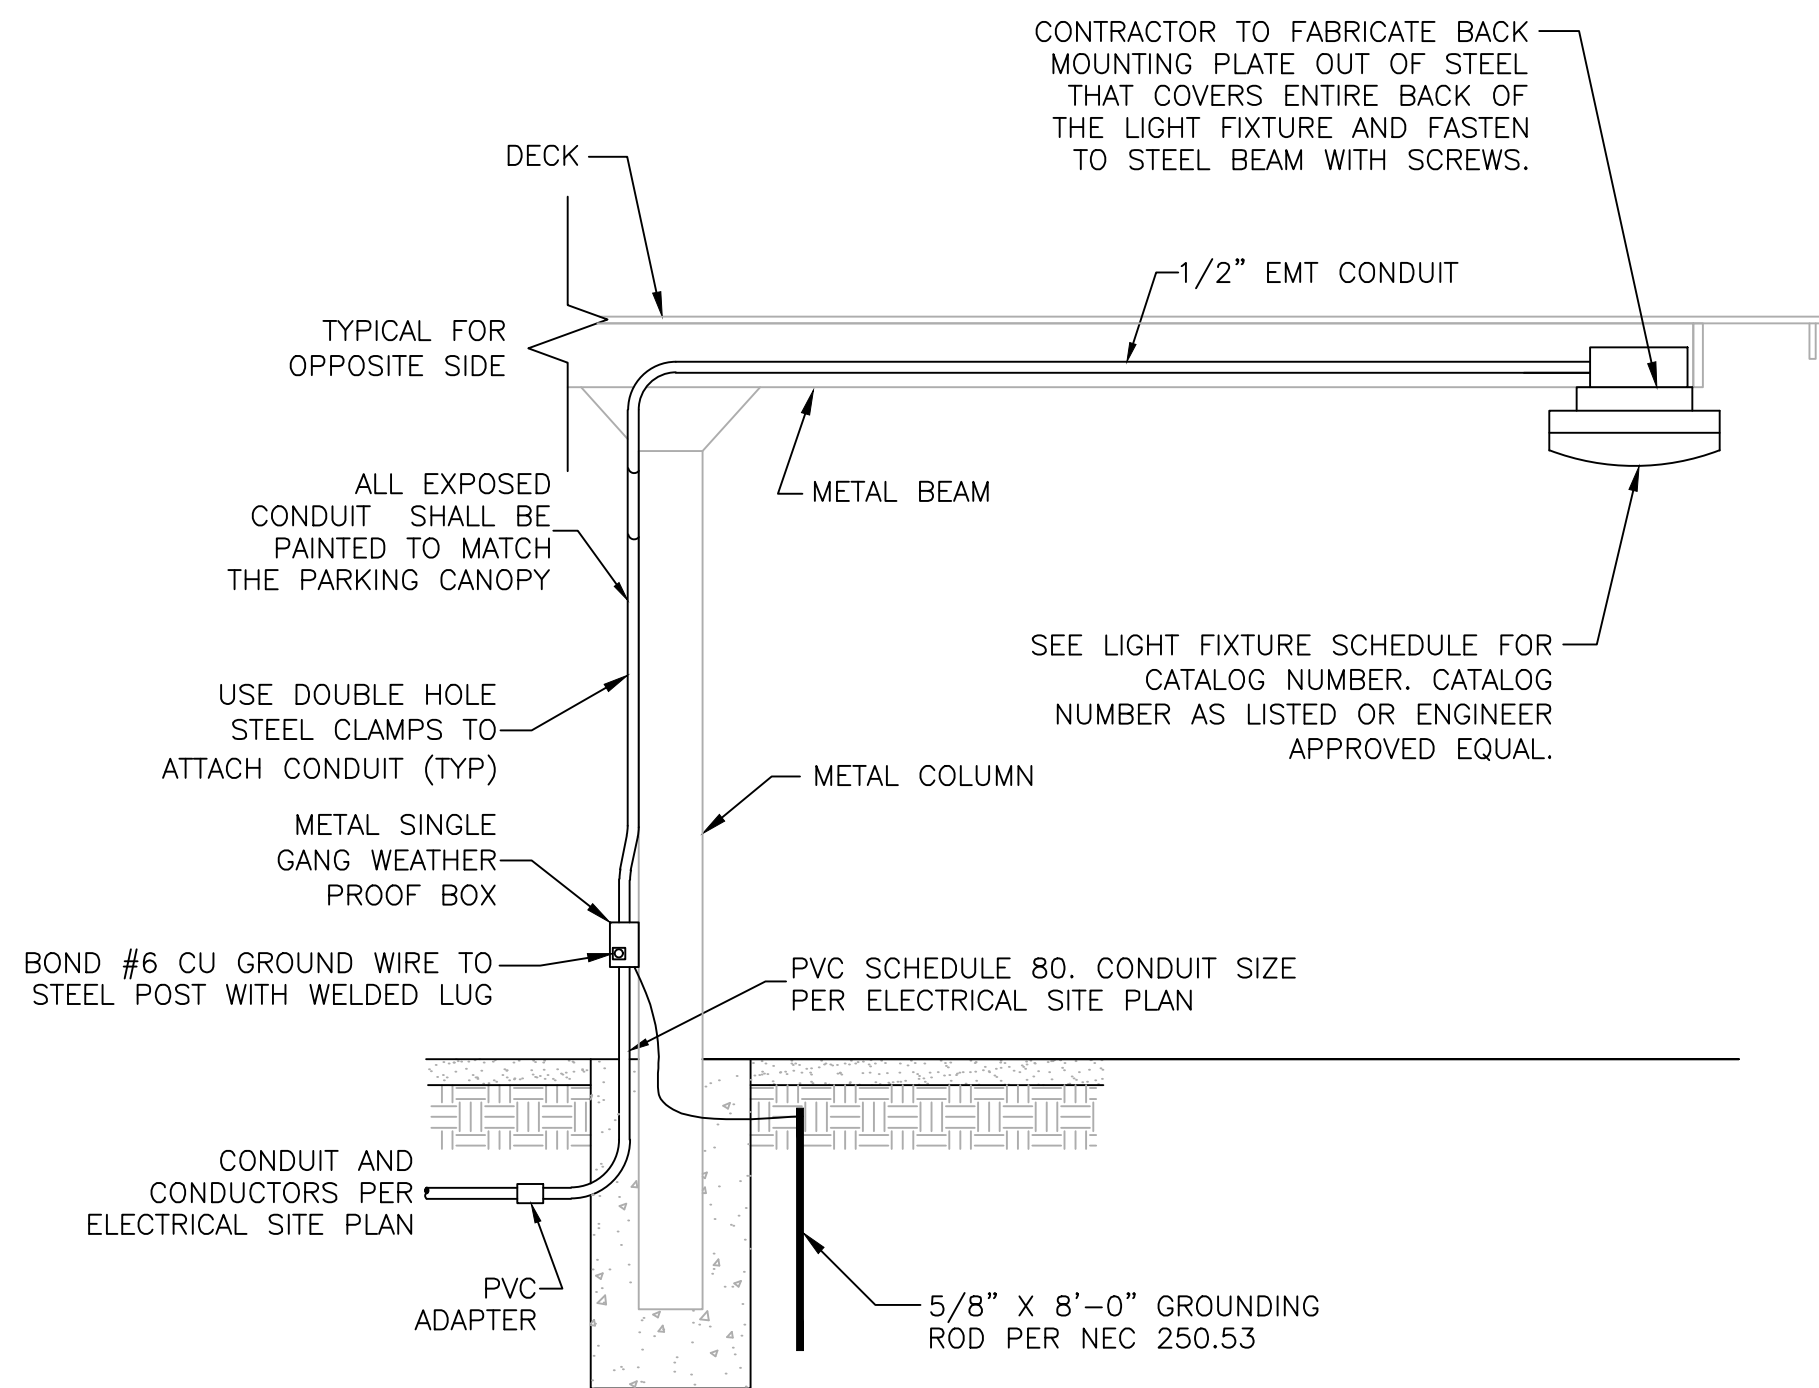 CONTRACTOR TO FABRICATE BACK
MOUNTING PLATE OUT OF STEEL
THAT COVERS ENTIRE BACK OF
THE LIGHT FIXTURE AND FASTEN
TO STEEL BEAM WITH SCREWS.
DECK
1/2” EMT CONDUIT
TYPICAL FOR
OPPOSITE SIDE
ALL EXPOSED
CONDUIT SHALL BE
PAINTED TO MATCH
THE PARKING CANOPY
METAL BEAM
SEE LIGHT FIXTURE SCHEDULE FOR
CATALOG NUMBER. CATALOG
NUMBER AS LISTED OR ENGINEER
APPROVED EQUAL.
USE DOUBLE HOLE
STEEL CLAMPS TO
ATTACH CONDUIT (TYP)
METAL COLUMN
METAL SINGLE
GANG WEATHER
PROOF BOX
BOND #6 CU GROUND WIRE TO
STEEL POST WITH WELDED LUG
PVC SCHEDULE 80. CONDUIT SIZE
PER ELECTRICAL SITE PLAN
CONDUIT AND
CONDUCTORS PER
ELECTRICAL SITE PLAN
PVC
ADAPTER
5/8” X 8’-0” GROUNDING
ROD PER NEC 250.53